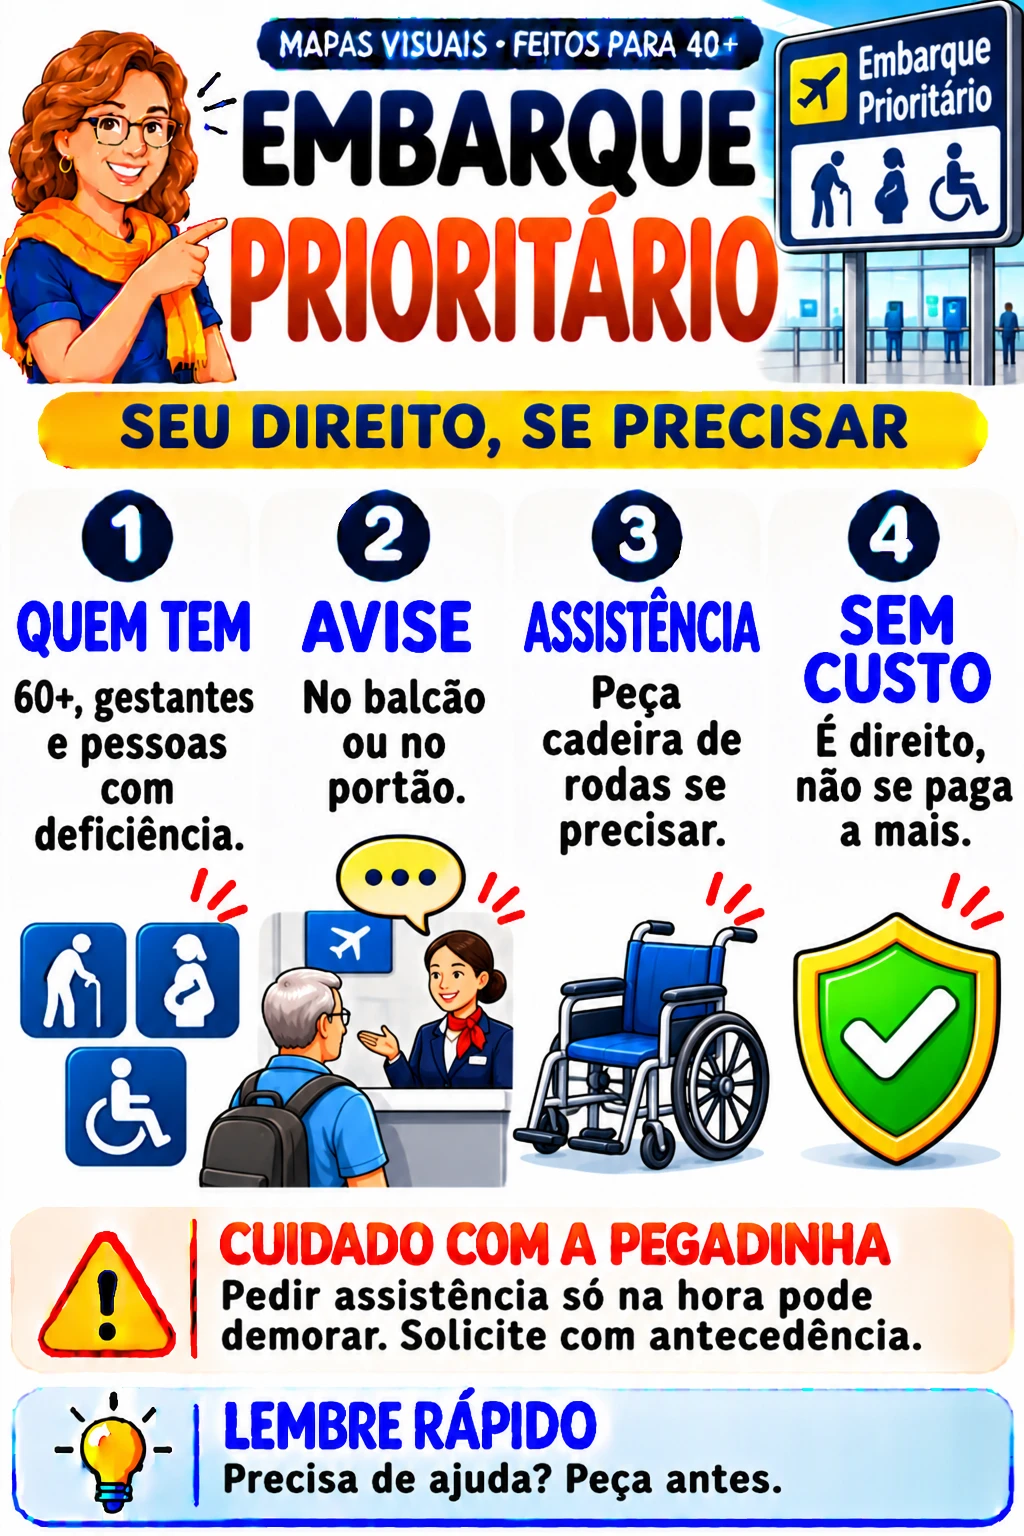 MAPAS VISUAIS • FEITOS PARA 40+
EMBARQUE
PRIORITÁRIO
Embarque
Prioritário
SEU DIREITO, SE PRECISAR
1
QUEM TEM
60+, gestantes
e pessoas
com
deficiência.
2
AVISE
No balcão
ou no
portão.
3
ASSISTÊNCIA
Peça
cadeira de
rodas se
precisar.
4
SEM
CUSTO
É direito,
não se paga
a mais.
CUIDADO COM A PEGADINHA
Pedir assistência só na hora pode
demorar. Solicite com antecedência.
LEMBRE RÁPIDO
Precisa de ajuda? Peça antes.